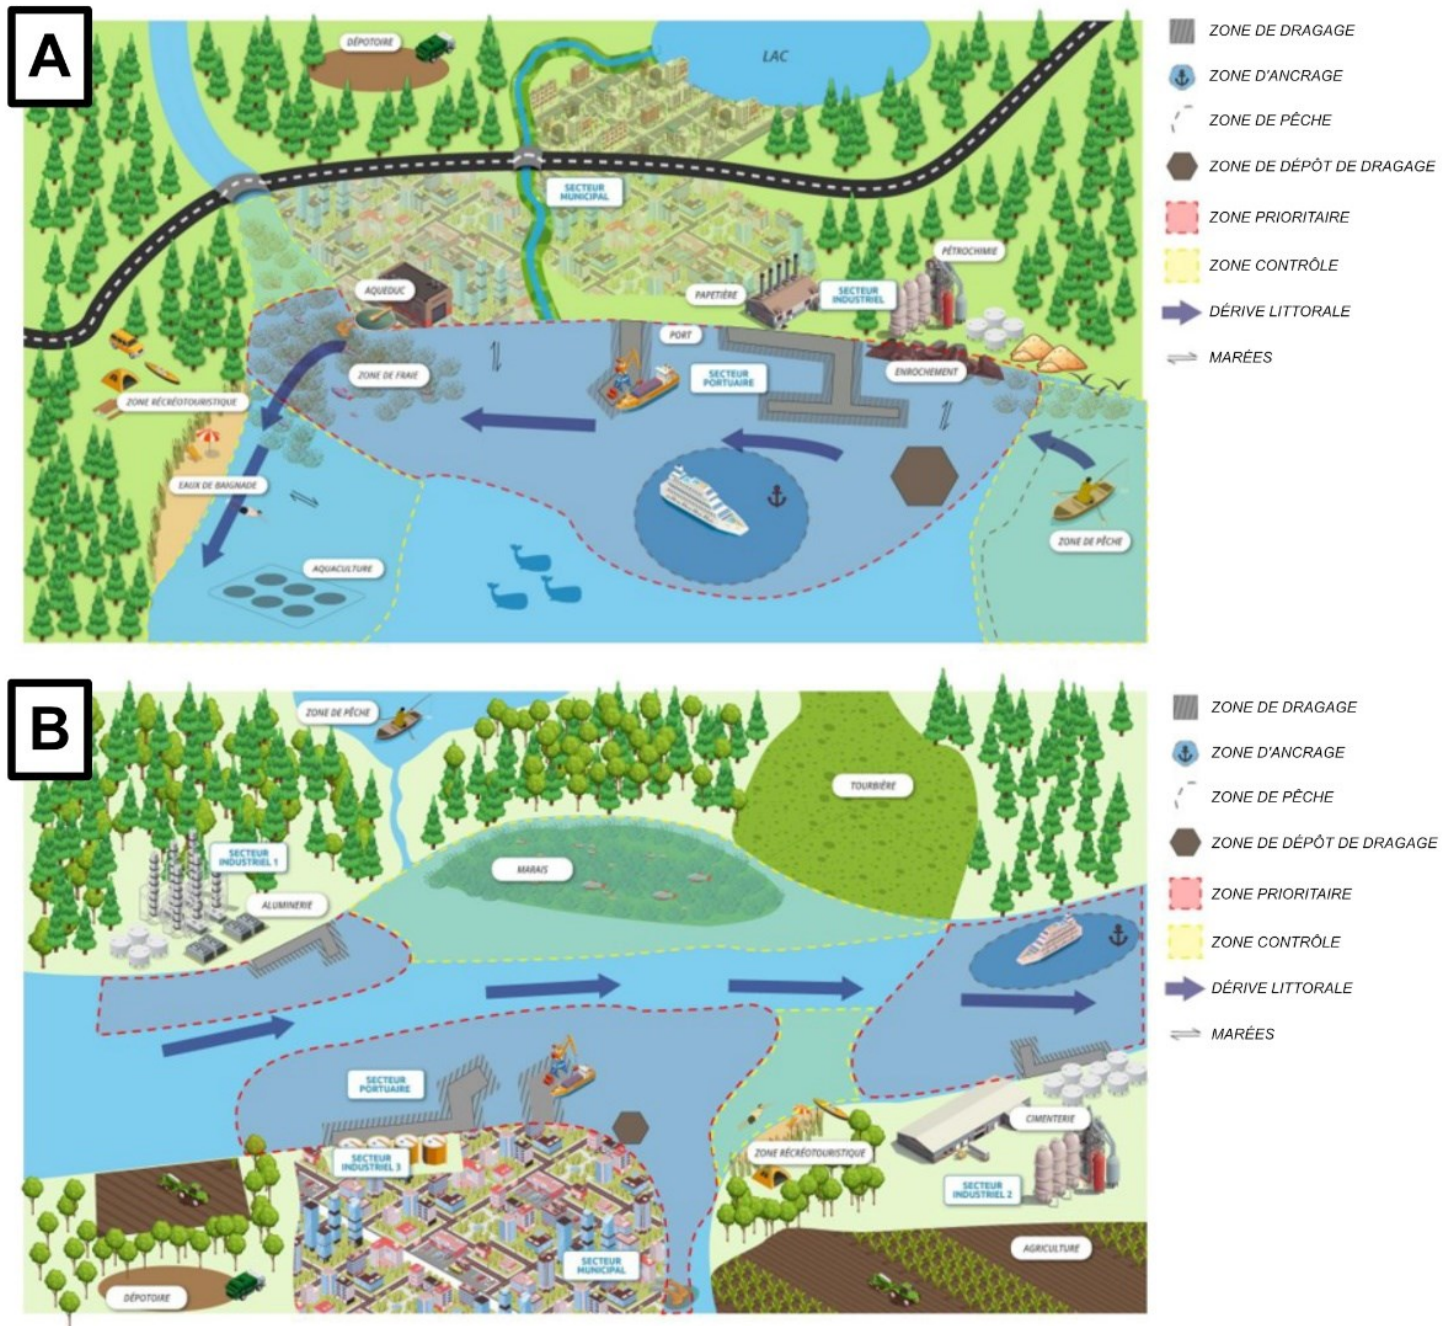 A
DÉPOTOIRE
LAC
SECTEUR
MUNICIPAL
PÉTROCHIMIE
AQUEDUC
PAPETIÈRE
SECTEUR
INDUSTRIEL
PORT
ZONE DE FRAIE
SECTEUR
PORTUAIRE
ENROCHEMENT
ZONE RÉCRÉOTOURISTIQUE
EAUX DE BAIGNADE
ZONE DE PÊCHE
AQUACULTURE
ZONE DE DRAGAGE
ZONE D'ANCRAGE
ZONE DE PÊCHE
ZONE DE DÉPÔT DE DRAGAGE
ZONE PRIORITAIRE
ZONE CONTRÔLE
DÉRIVE LITTORALE
MARÉES
B
ZONE DE PÊCHE
TOURBIÈRE
SECTEUR
INDUSTRIEL 1
MARAIS
ALUMINERIE
SECTEUR
PORTUAIRE
CIMENTERIE
ZONE RÉCRÉOTOURISTIQUE
SECTEUR
INDUSTRIEL 3
SECTEUR
INDUSTRIEL 2
AGRICULTURE
SECTEUR
MUNICIPAL
DÉPOTOIRE
ZONE DE DRAGAGE
ZONE D'ANCRAGE
ZONE DE PÊCHE
ZONE DE DÉPÔT DE DRAGAGE
ZONE PRIORITAIRE
ZONE CONTRÔLE
DÉRIVE LITTORALE
MARÉES